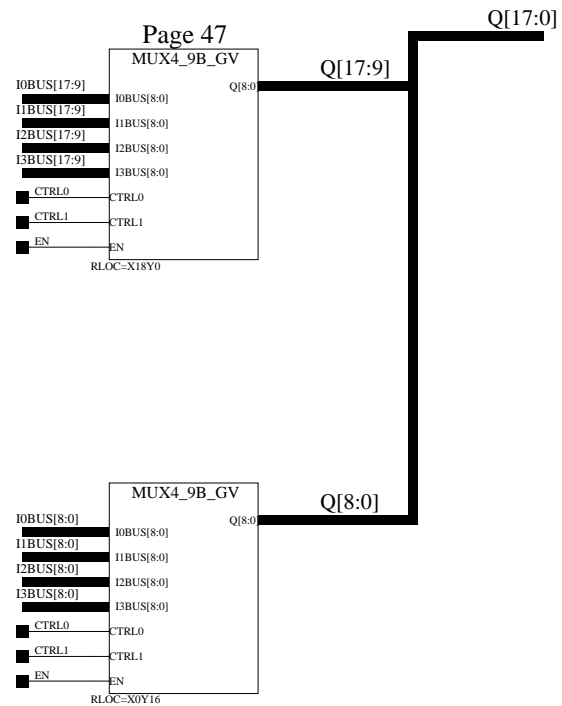 Q[17:0]
Page 47
MUX4_9B_GV
Q[17:9]
I0BUS[17:9]
I0BUS[8:0]
Q[8:0]
I1BUS[17:9]
I1BUS[8:0]
I2BUS[17:9]
I2BUS[8:0]
I3BUS[17:9]
I3BUS[8:0]
CTRL0
CTRL0
CTRL1
CTRL1
EN
EN
RLOC=X18Y0
MUX4_9B_GV
Q[8:0]
I0BUS[8:0]
I0BUS[8:0]
Q[8:0]
I1BUS[8:0]
I1BUS[8:0]
I2BUS[8:0]
I2BUS[8:0]
I3BUS[8:0]
I3BUS[8:0]
CTRL0
CTRL0
CTRL1
CTRL1
EN
EN
RLOC=X0Y16